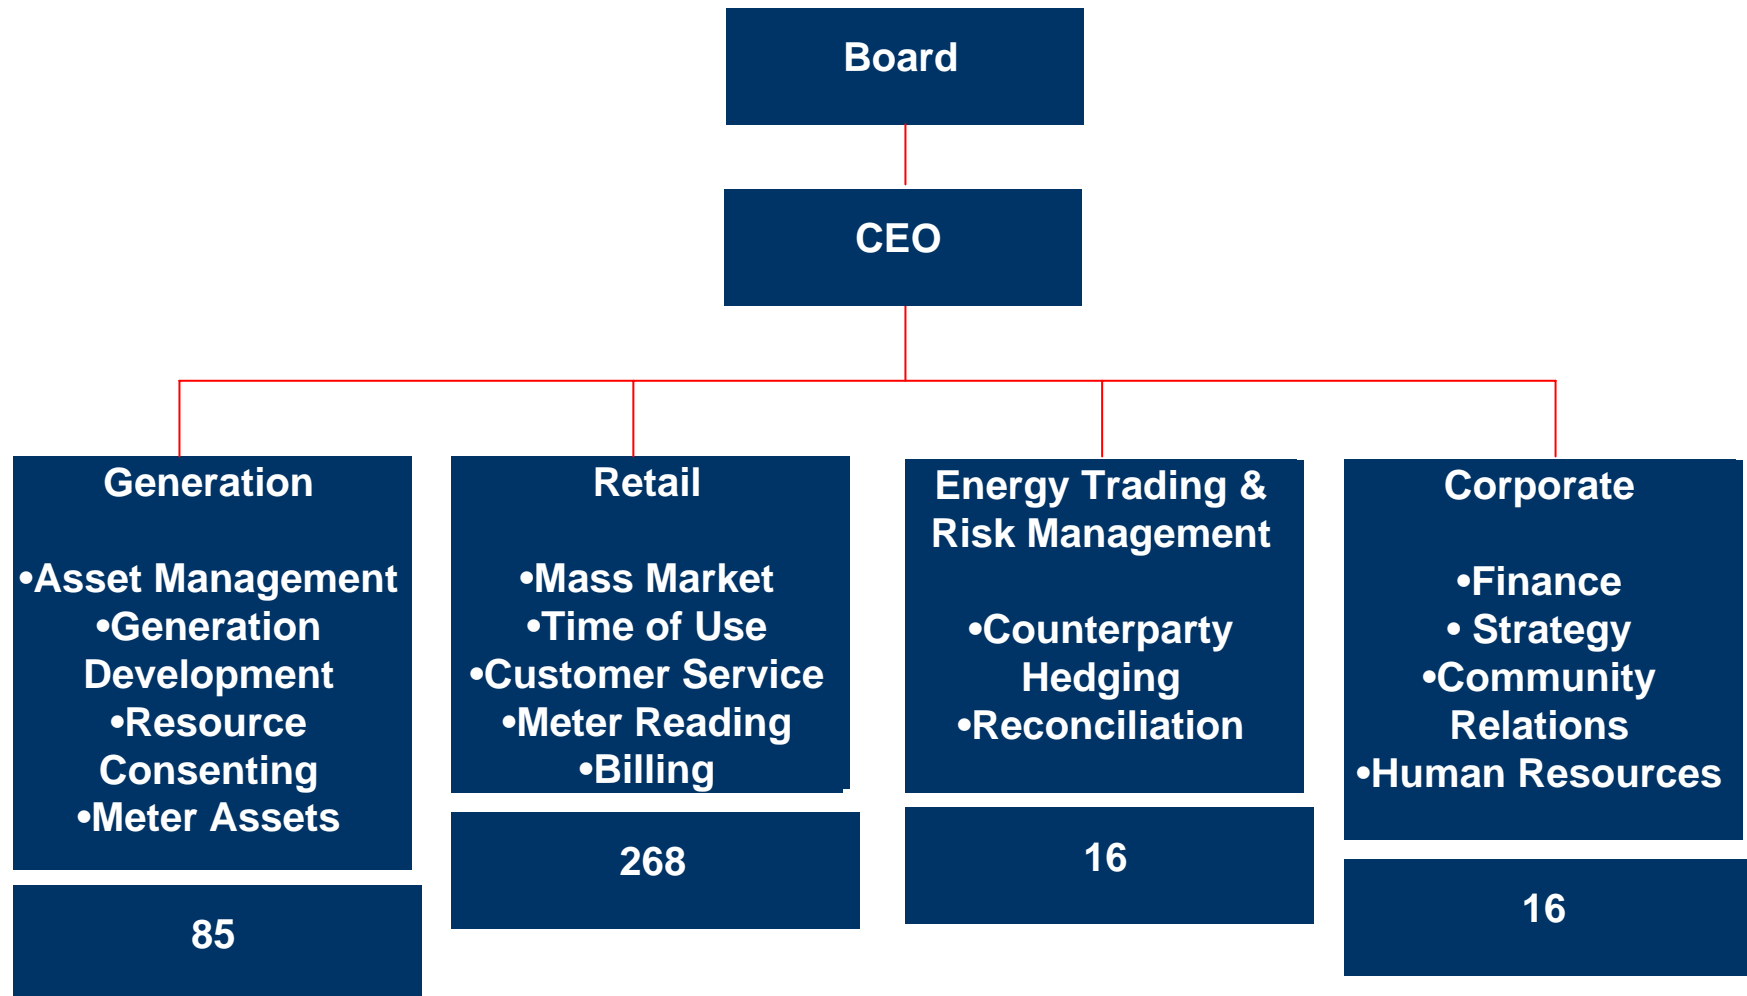 Board
CEO
Generation
•Asset Management
•Generation
Development
•Resource
Consenting
•Meter Assets
85
Retail
•Mass Market
•Time of Use
•Customer Service
•Meter Reading
•Billing
268
Energy Trading &
Risk Management
•Counterparty
Hedging
•Reconciliation
16
Corporate
•Finance
• Strategy
•Community
Relations
•Human Resources
16